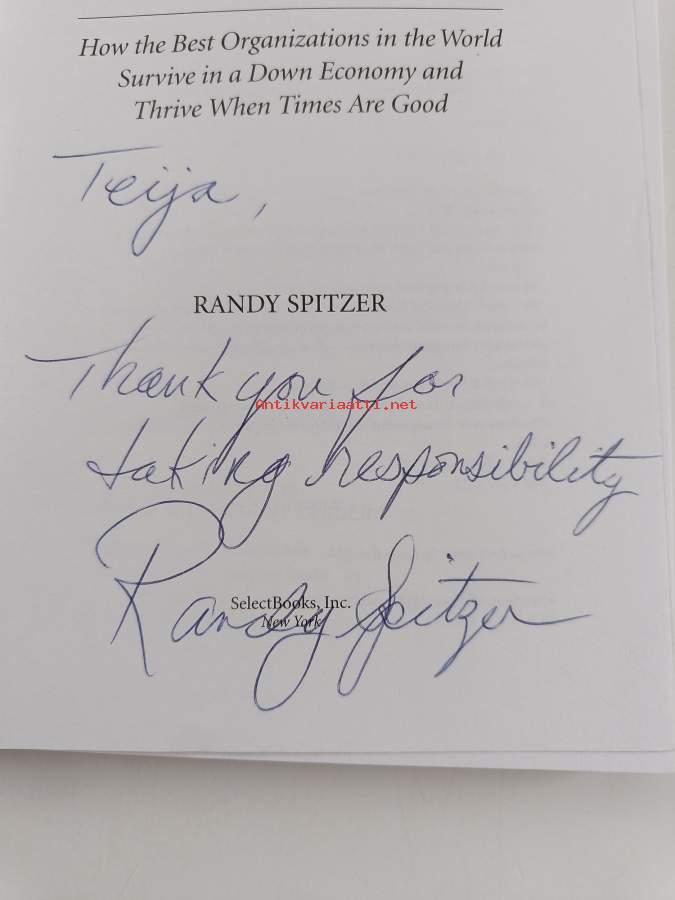 How the Best Organizations in the World
Survive in a Down Economy and
Thrive When Times Are Good
Teija,
RANDY SPITZER
Thank you for
Antikvariaatti.net
taking responsibility
SelectBooks, Inc.
New York
Randy Spitzer